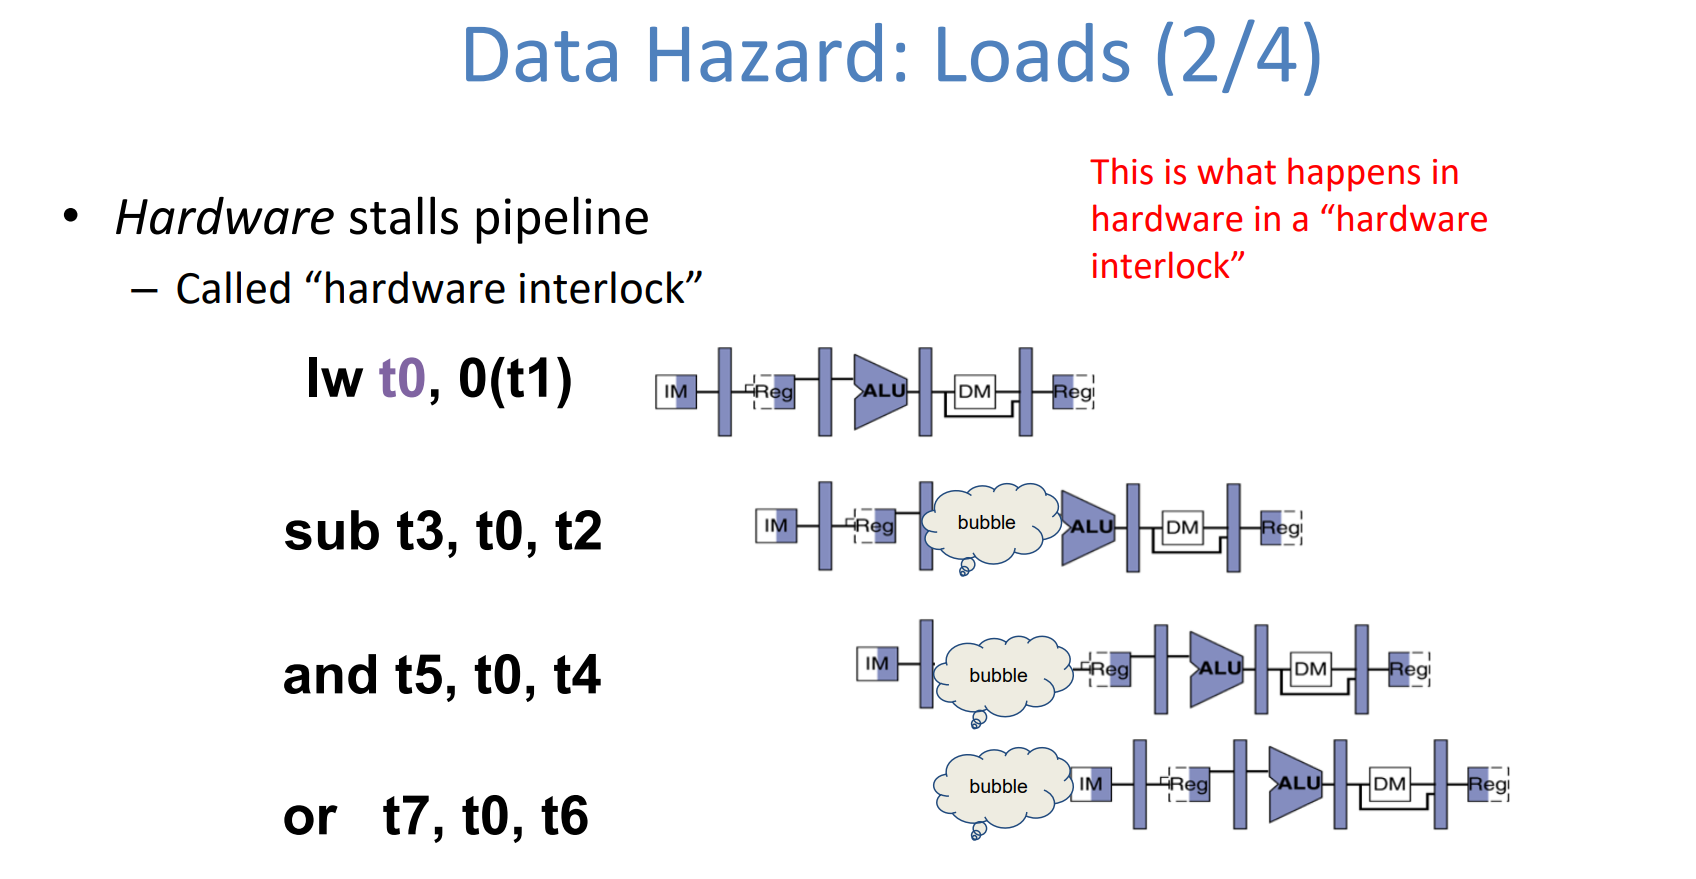 Data Hazard: Loads (2/4)
This is what happens in
hardware in a “hardware
interlock”
• Hardware stalls pipeline
– Called “hardware interlock”
lw t0, 0(t1)
IM Reg ALU DM Reg
sub t3, t0, t2
IM Reg bubble ALU DM Reg
and t5, t0, t4
IM bubble Reg ALU DM Reg
or t7, t0, t6
bubble IM Reg ALU DM Reg